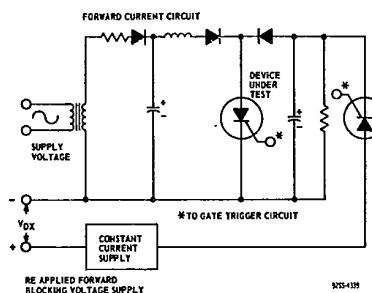 FORWARD CURRENT CIRCUIT
DEVICE
UNDER
TEST
*
*
+
-
+
-
SUPPLY
VOLTAGE
-
VDX
+
* TO GATE TRIGGER CIRCUIT
CONSTANT
CURRENT
SUPPLY
RE APPLIED FORWARD
BLOCKING VOLTAGE SUPPLY
92SS-4339